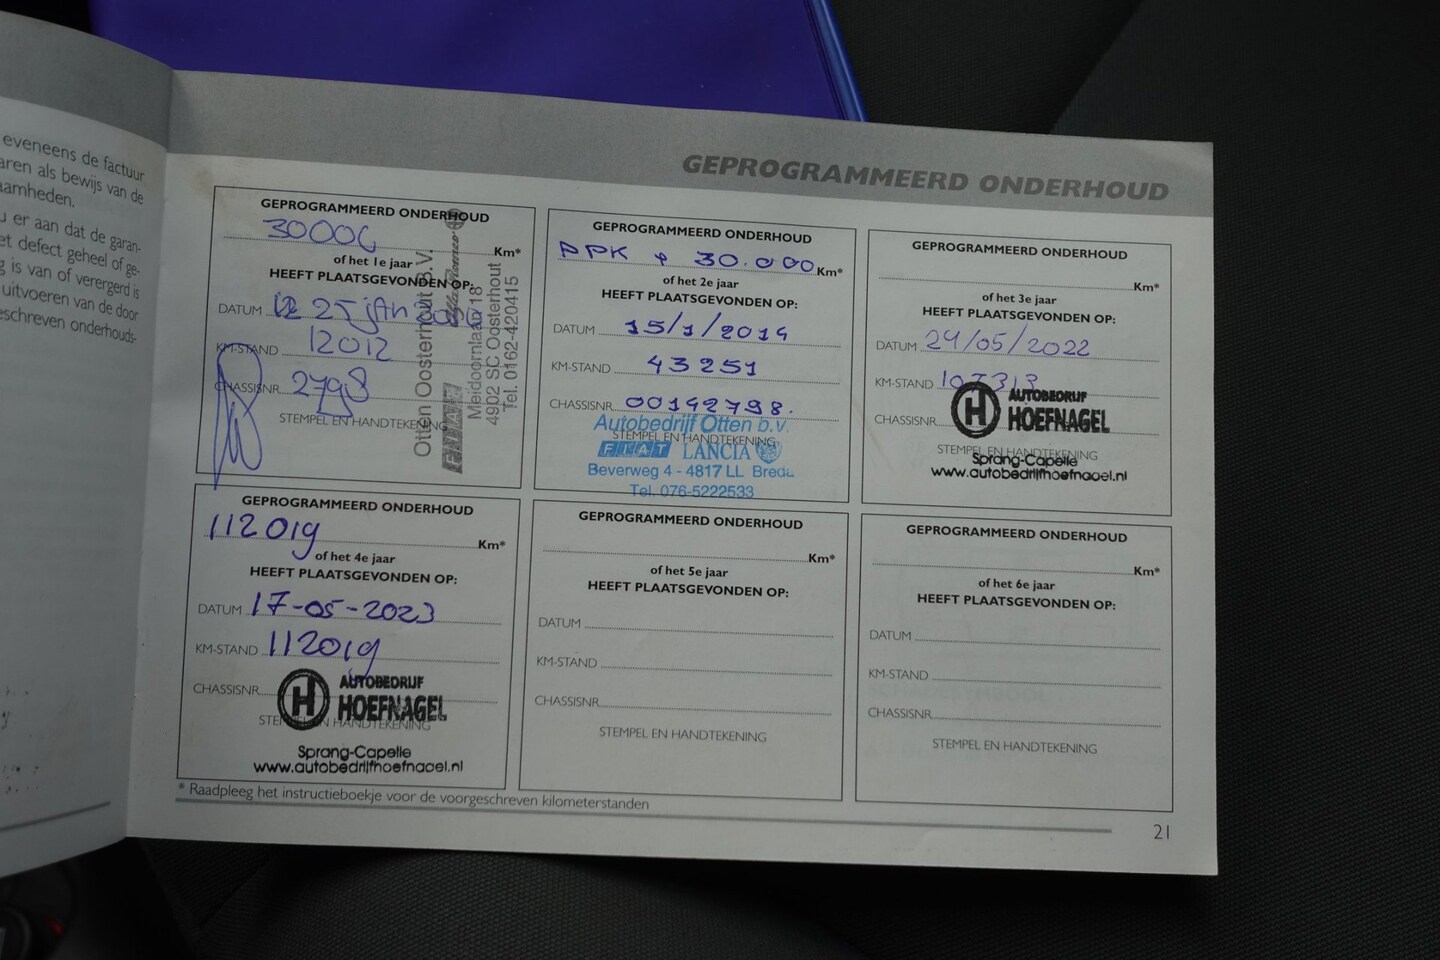 eveneens de factuur
aren als bewijs van de
aamheden.
u er aan dat de garan-
et defect geheel of ge-
g is van of verergerd is
uitvoeren van de door
eschreven onderhouds-
GEPROGRAMMEERD ONDERHOUD
GEPROGRAMMEERD ONDERHOUD
30000
Km*
of het 1e jaar
HEEFT PLAATSGEVONDEN OP:
DATUM 25 jan
KM-STAND 12012
CHASSISNR. 2798
STEMPEL EN HANDTEKENING
Otten Oosterhout B.V.
FIAT Alfa Romeo
Meidoornlaan 18
4902 SC Oosterhout
Tel. 0162-420415
GEPROGRAMMEERD ONDERHOUD
PPK + 30.000 Km*
of het 2e jaar
HEEFT PLAATSGEVONDEN OP:
DATUM 15/1/2014
KM-STAND 43251
CHASSISNR. 00142798.
STEMPEL EN HANDTEKENING
Autobedrijf Otten b.v.
FIAT LANCIA
Beverweg 4 - 4817 LL Breda
Tel. 076-5222533
GEPROGRAMMEERD ONDERHOUD
Km*
of het 3e jaar
HEEFT PLAATSGEVONDEN OP:
DATUM 24/05/2022
KM-STAND 107313
CHASSISNR.
STEMPEL EN HANDTEKENING
H AUTOBEDRIJF
HOEFNAGEL
Sprang-Capelle
www.autobedrijfhoefnagel.nl
GEPROGRAMMEERD ONDERHOUD
112019
Km*
of het 4e jaar
HEEFT PLAATSGEVONDEN OP:
DATUM 17-05-2023
KM-STAND 112019
CHASSISNR.
STEMPEL EN HANDTEKENING
H AUTOBEDRIJF
HOEFNAGEL
Sprang-Capelle
www.autobedrijfhoefnagel.nl
GEPROGRAMMEERD ONDERHOUD
Km*
of het 5e jaar
HEEFT PLAATSGEVONDEN OP:
DATUM
KM-STAND
CHASSISNR.
STEMPEL EN HANDTEKENING
GEPROGRAMMEERD ONDERHOUD
Km*
of het 6e jaar
HEEFT PLAATSGEVONDEN OP:
DATUM
KM-STAND
CHASSISNR.
STEMPEL EN HANDTEKENING
* Raadpleeg het instructieboekje voor de voorgeschreven kilometerstanden
21